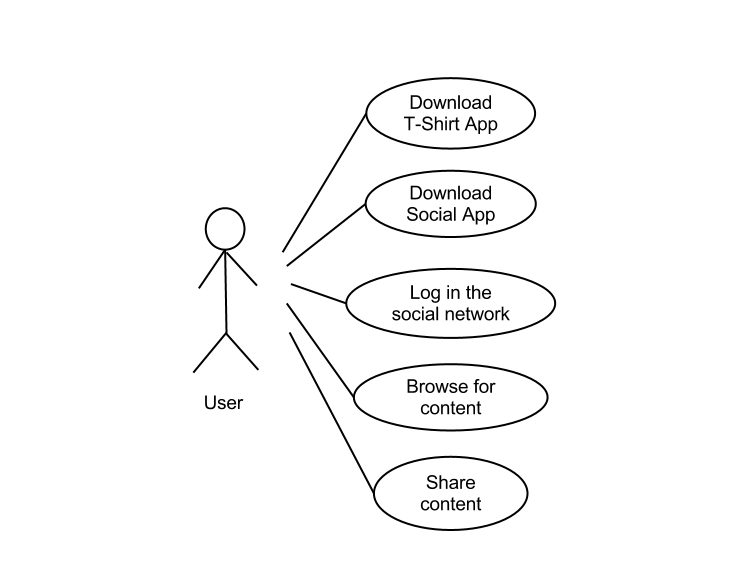 Download
T-Shirt App
Download
Social App
Log in the
social network
Browse for
content
User
Share
content